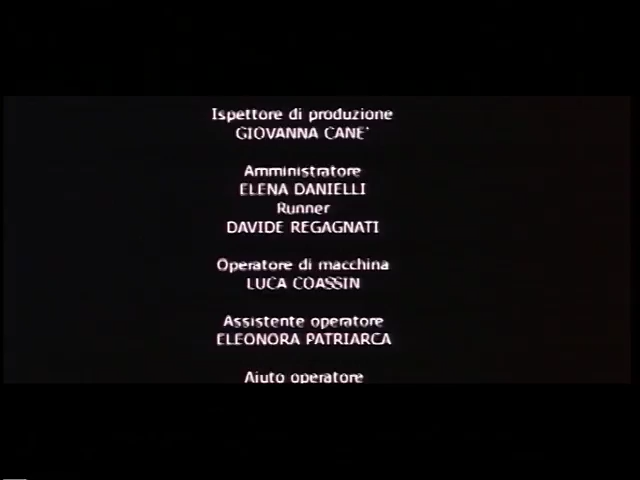 Ispettore di produzione
GIOVANNA CANE'
Amministratore
ELENA DANIELLI
Runner
DAVIDE REGAGNATI
Operatore di macchina
LUCA COASSIN
Assistente operatore
ELEONORA PATRIARCA
Aiuto operatore